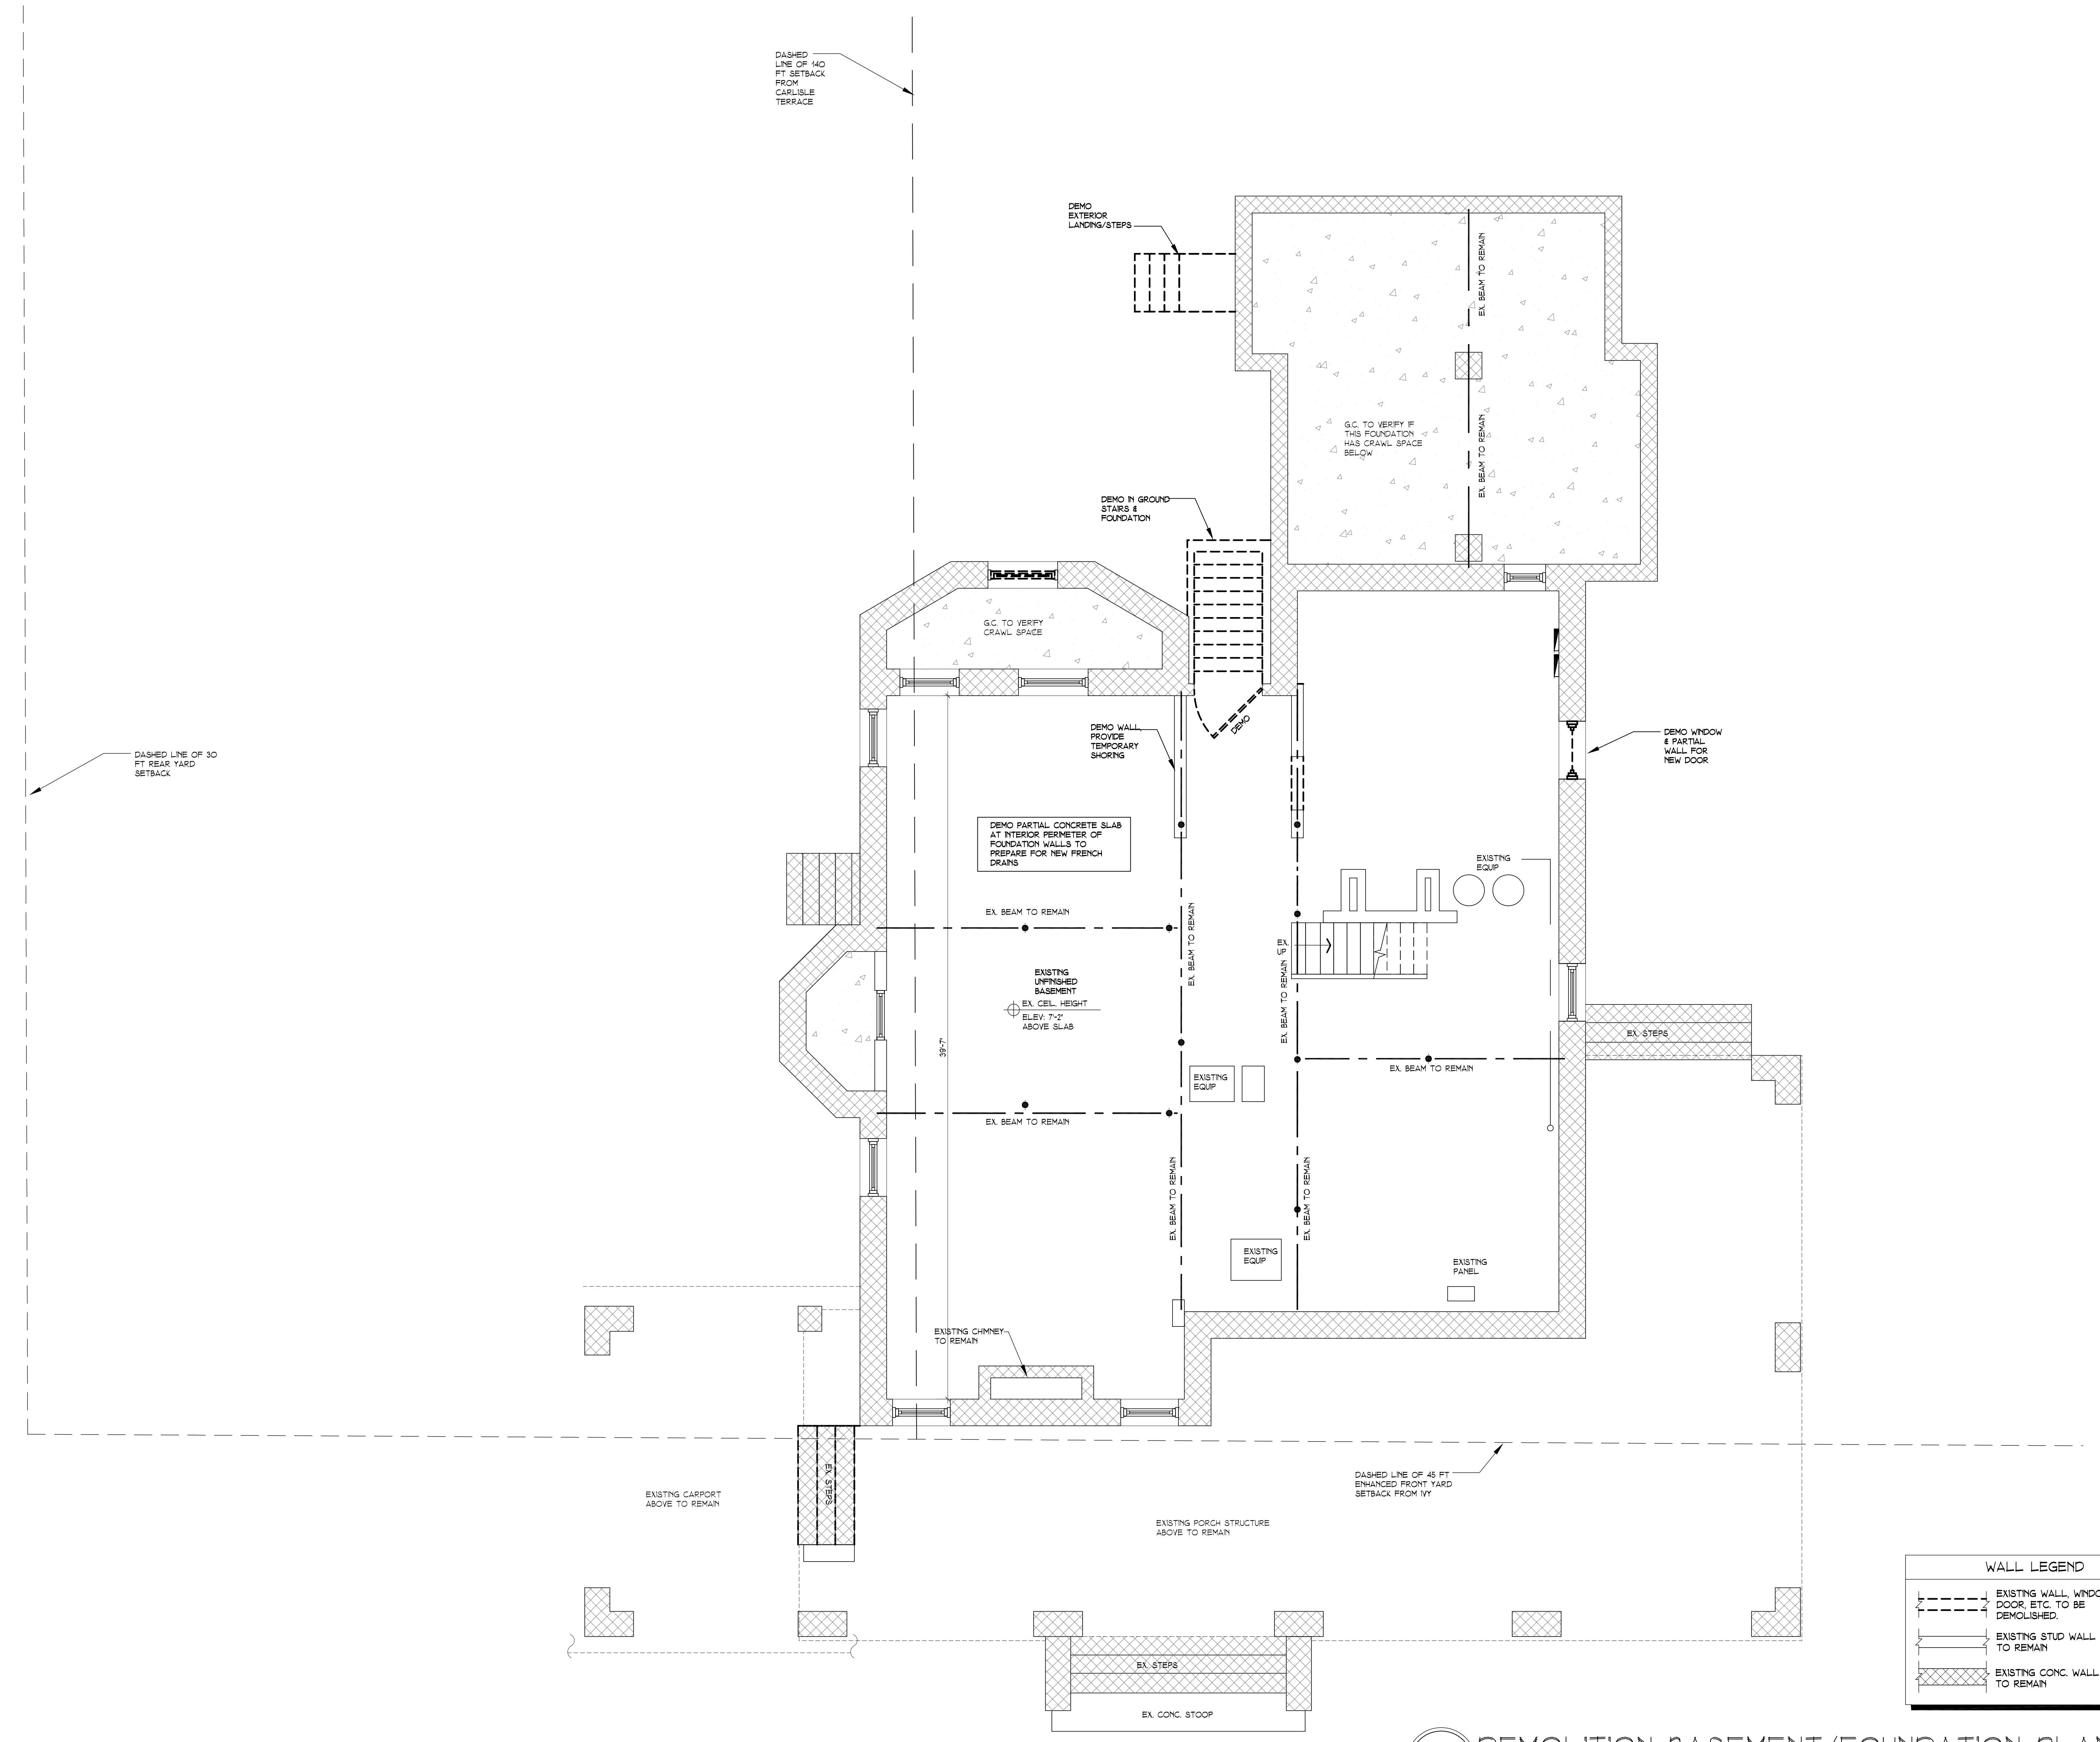 DASHED
LINE OF 140
FT SETBACK
FROM
CARLISLE
TERRACE
DEMO
EXTERIOR
LANDING/STEPS
EX. BEAM TO REMAIN
G.C. TO VERIFY IF
THIS FOUNDATION
HAS CRAWL SPACE
BELOW
EX. BEAM TO REMAIN
DEMO IN GROUND
STAIRS &
FOUNDATION
G.C. TO VERIFY
CRAWL SPACE
DEMO
DEMO WALL,
PROVIDE
TEMPORARY
SHORING
DEMO WINDOW
& PARTIAL
WALL FOR
NEW DOOR
DASHED LINE OF 30
FT REAR YARD
SETBACK
DEMO PARTIAL CONCRETE SLAB
AT INTERIOR PERIMETER OF
FOUNDATION WALLS TO
PREPARE FOR NEW FRENCH
DRAINS
EXISTING
EQUIP
EX. BEAM TO REMAIN
EX. BEAM TO REMAIN
EX.
UP
EXISTING
UNFINISHED
BASEMENT
EX. CEIL. HEIGHT
ELEV: 7'-2"
ABOVE SLAB
EX. BEAM TO REMAIN
39'-7"
EX. STEPS
EX. BEAM TO REMAIN
EXISTING
EQUIP
EX. BEAM TO REMAIN
EX. BEAM TO REMAIN
EX. BEAM TO REMAIN
EXISTING
EQUIP
EXISTING
PANEL
EXISTING CHIMNEY
TO REMAIN
EX. STEPS
EXISTING CARPORT
ABOVE TO REMAIN
DASHED LINE OF 45 FT
ENHANCED FRONT YARD
SETBACK FROM IVY
EXISTING PORCH STRUCTURE
ABOVE TO REMAIN
EX. STEPS
EX. CONC. STOOP
WALL LEGEND
EXISTING WALL, WINDO
DOOR, ETC. TO BE
DEMOLISHED.
EXISTING STUD WALL
TO REMAIN
EXISTING CONC. WALL
TO REMAIN
DEMOLITION BASEMENT/FOUNDATION PLA